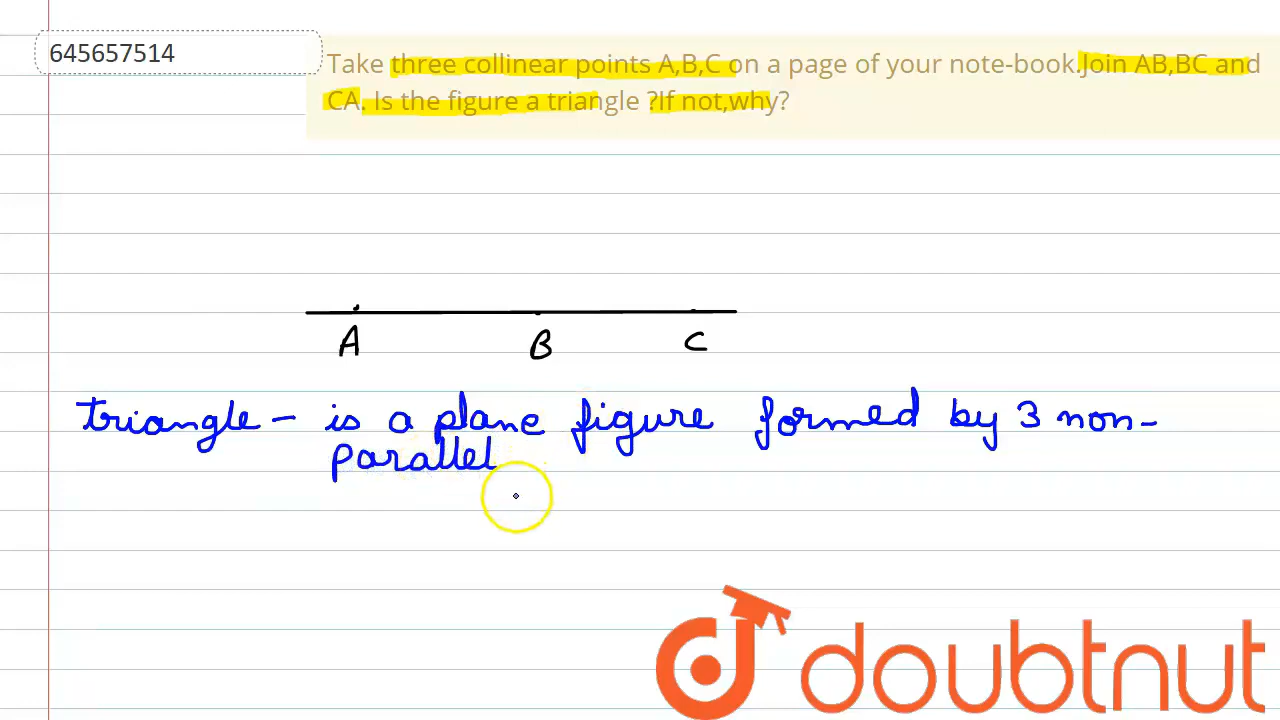 645657514
Take three collinear points A,B,C on a page of your note-book.Join AB,BC and
CA. Is the figure a triangle ?If not,why?
A B C
triangle - is a plane figure formed by 3 non-
parallel
doubtnut